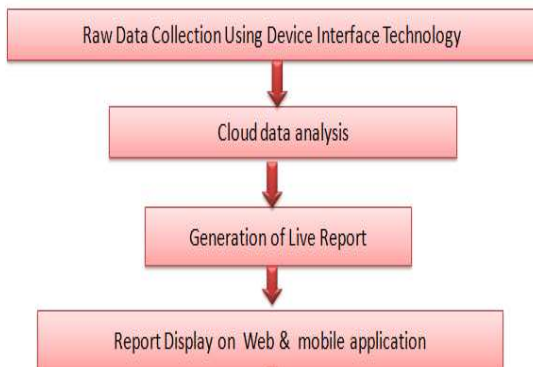 Raw Data Collection Using Device Interface Technology
Cloud data analysis
Generation of Live Report
Report Display on Web & mobile application